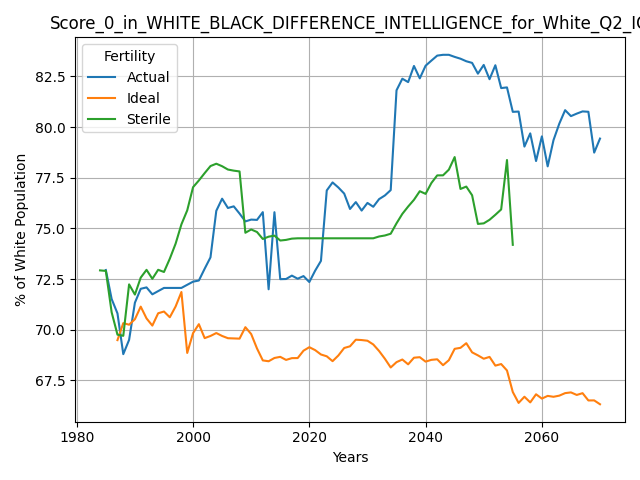 Score_0_in_WHITE_BLACK_DIFFERENCE_INTELLIGENCE_for_White_Q2_IQ
Fertility
Actual
Ideal
Sterile
% of White Population
82.5
80.0
77.5
75.0
72.5
70.0
67.5
1980
2000
2020
2040
2060
Years